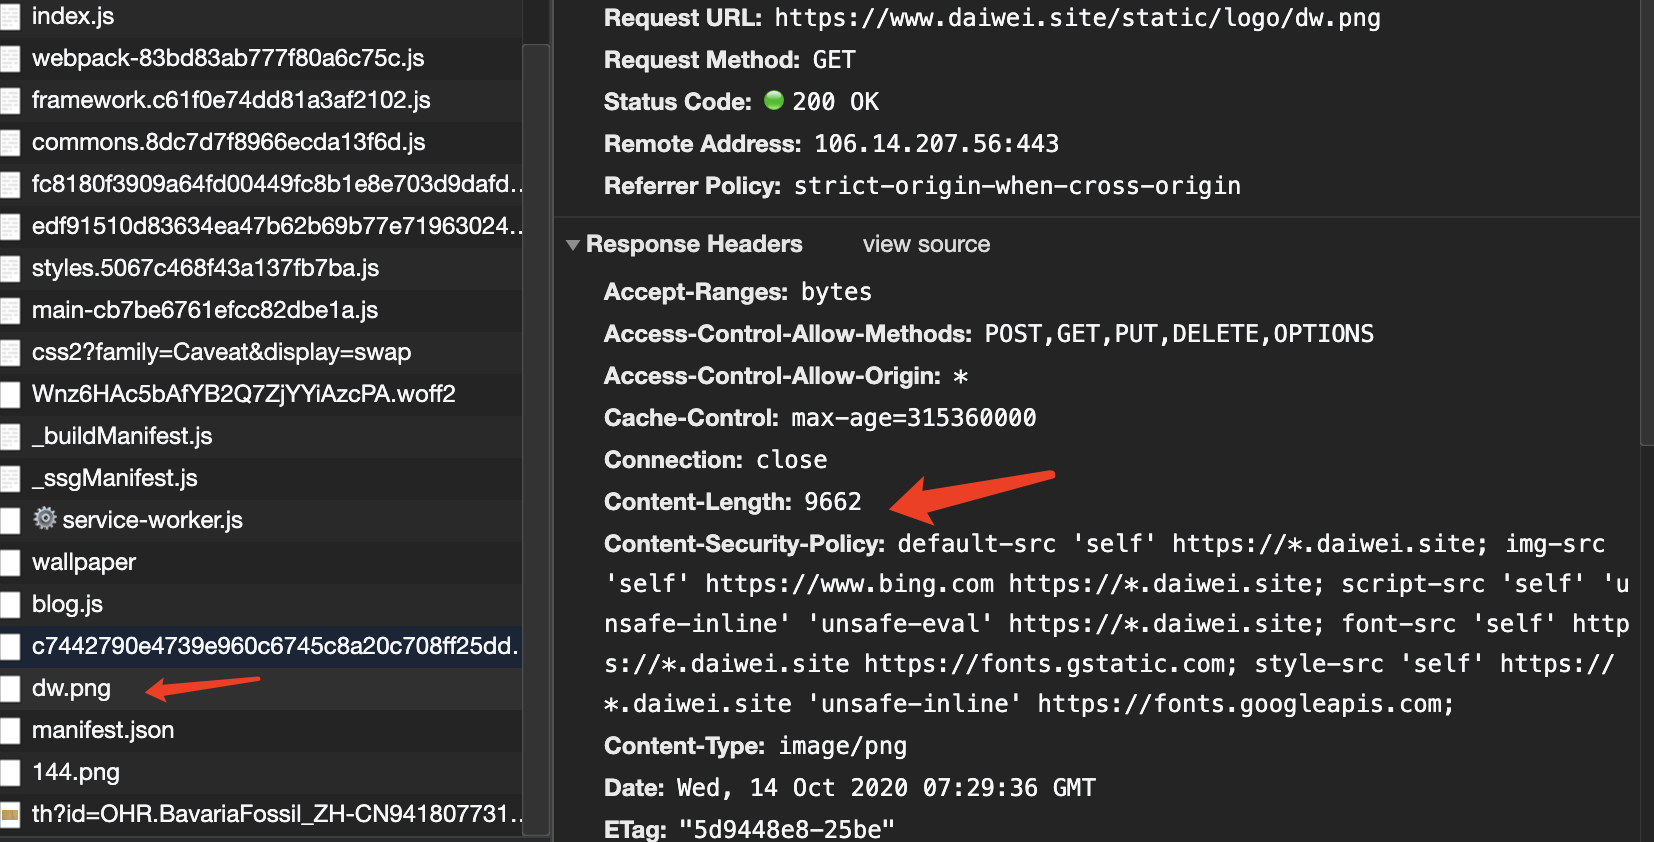 index.js
webpack-83bd83ab777f80a6c75c.js
framework.c61f0e74dd81a3af2102.js
commons.8dc7d7f8966ecda13f6d.js
fc8180f3909a64fd00449fc8b1e8e703d9dafd..
edf91510d83634ea47b62b69b77e71963024..
styles.5067c468f43a137fb7ba.js
main-cb7be6761efcc82dbe1a.js
css2?family=Caveat&display=swap
Wnz6HAc5bAfYB2Q7ZjYYiAzcPA.woff2
_buildManifest.js
_ssgManifest.js
service-worker.js
wallpaper
blog.js
c7442790e4739e960c6745c8a20c708ff25dd.
dw.png
manifest.json
144.png
th?id=OHR.BavariaFossil_ZH-CN941807731..
Request URL: https://www.daiwei.site/static/logo/dw.png
Request Method: GET
Status Code: 200 OK
Remote Address: 106.14.207.56:443
Referrer Policy: strict-origin-when-cross-origin
Response Headers view source
Accept-Ranges: bytes
Access-Control-Allow-Methods: POST,GET,PUT,DELETE,OPTIONS
Access-Control-Allow-Origin: *
Cache-Control: max-age=315360000
Connection: close
Content-Length: 9662
Content-Security-Policy: default-src 'self' https://*.daiwei.site; img-src
'self' https://www.bing.com https://*.daiwei.site; script-src 'self' 'u
nsafe-inline' 'unsafe-eval' https://*.daiwei.site; font-src 'self' http
s://*.daiwei.site https://fonts.gstatic.com; style-src 'self' https://
*.daiwei.site 'unsafe-inline' https://fonts.googleapis.com;
Content-Type: image/png
Date: Wed, 14 Oct 2020 07:29:36 GMT
ETag: "5d9448e8-25be"